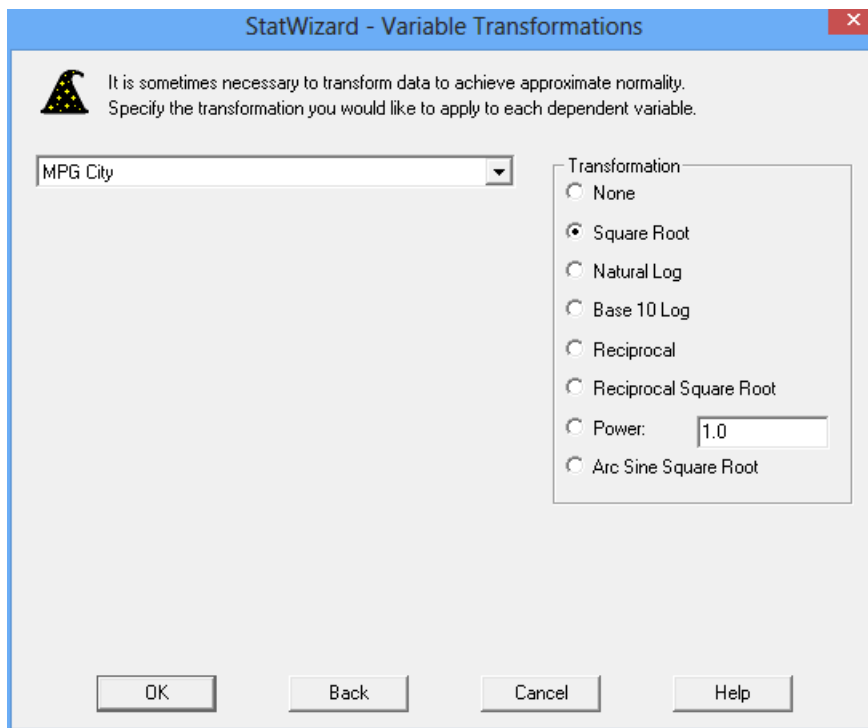 StatWizard - Variable Transformations
It is sometimes necessary to transform data to achieve approximate normality.
Specify the transformation you would like to apply to each dependent variable.
MPG City
Transformation
None
Square Root
Natural Log
Base 10 Log
Reciprocal
Reciprocal Square Root
Power: 1.0
Arc Sine Square Root
OK Back Cancel Help